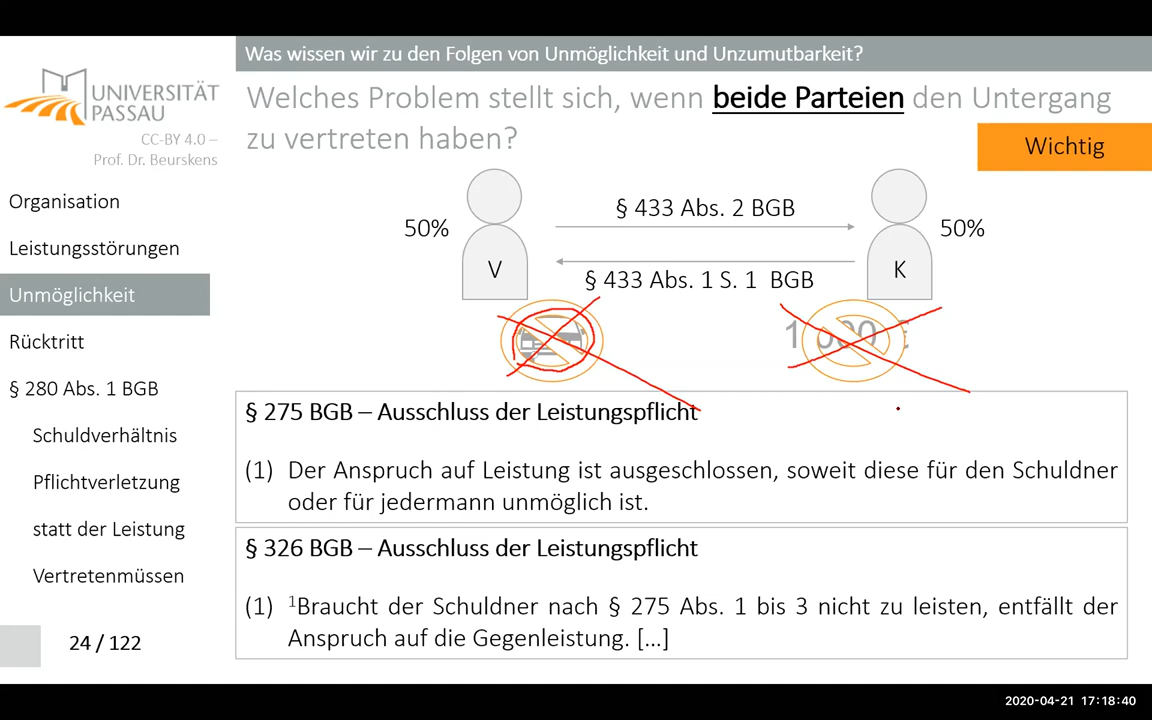 Was wissen wir zu den Folgen von Unmöglichkeit und Unzumutbarkeit?
UNIVERSITÄT
PASSAU
CC-BY 4.0 –
Prof. Dr. Beurskens
Welches Problem stellt sich, wenn beide Parteien den Untergang
zu vertreten haben?
Wichtig
Organisation
Leistungsstörungen
Unmöglichkeit
Rücktritt
§ 280 Abs. 1 BGB
Schuldverhältnis
Pflichtverletzung
statt der Leistung
Vertretenmüssen
24 / 122
50%
V
§ 433 Abs. 2 BGB
§ 433 Abs. 1 S. 1 BGB
K
50%
1.000 €
§ 275 BGB – Ausschluss der Leistungspflicht
(1) Der Anspruch auf Leistung ist ausgeschlossen, soweit diese für den Schuldner
oder für jedermann unmöglich ist.
§ 326 BGB – Ausschluss der Leistungspflicht
(1) ¹Braucht der Schuldner nach § 275 Abs. 1 bis 3 nicht zu leisten, entfällt der
Anspruch auf die Gegenleistung. [...]
2020-04-21 17:18:40